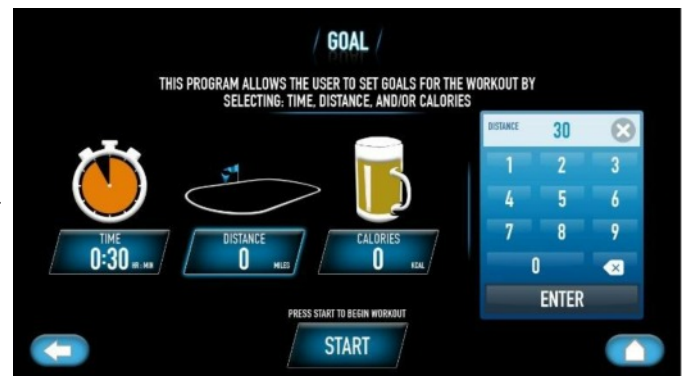 / GOAL /
THIS PROGRAM ALLOWS THE USER TO SET GOALS FOR THE WORKOUT BY
SELECTING: TIME, DISTANCE, AND/OR CALORIES
TIME
0:30 HR:MIN
DISTANCE
0 MILES
CALORIES
0 KCAL
DISTANCE 30
1 2 3
4 5 6
7 8 9
0
ENTER
PRESS START TO BEGIN WORKOUT
START